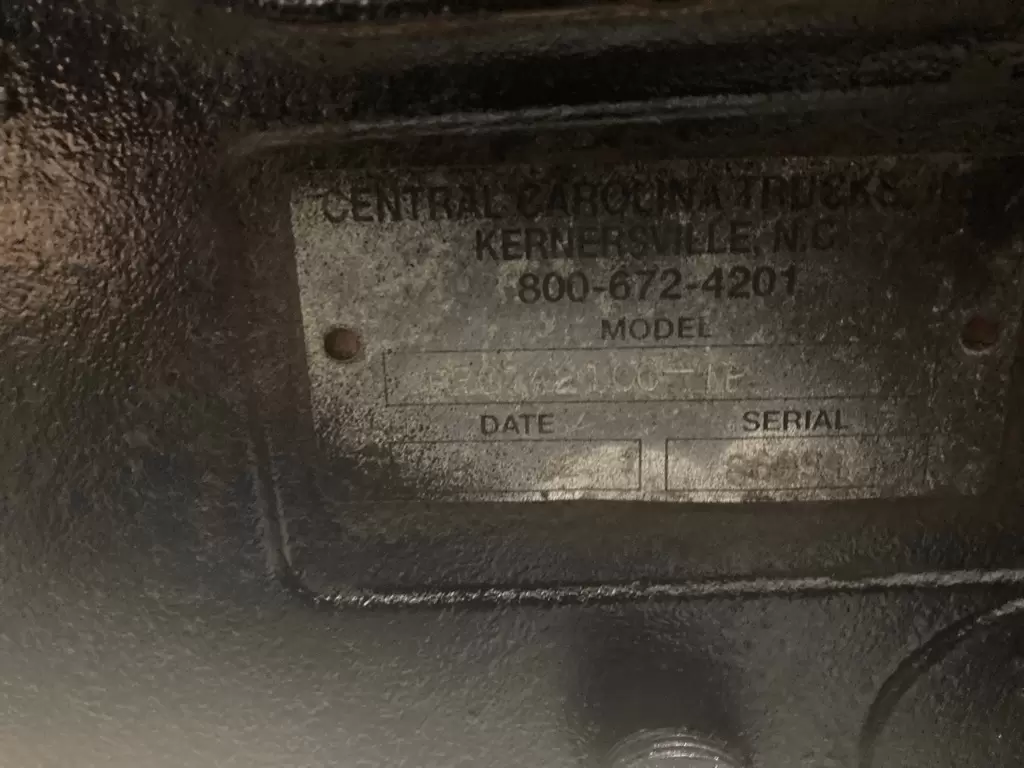 CENTRAL CAROLINA TRUCKS,
KERNERSVILLE, N.C.
800-672-4201
MODEL
DATE SERIAL